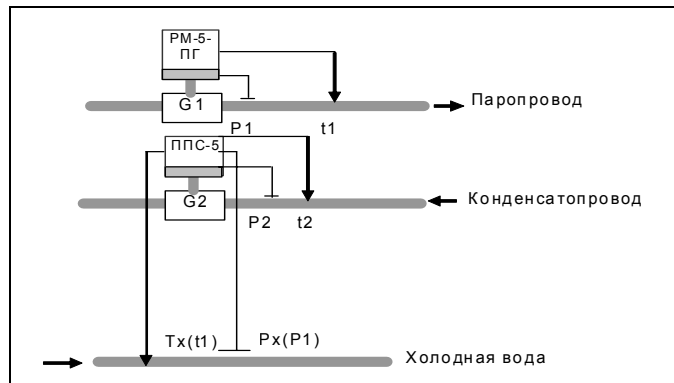 РМ-5-
ПГ
G1
Паропровод
P1
t1
ППС-5
G2
Конденсатопровод
P2
t2
Tx(t1)
Px(P1)
Холодная вода